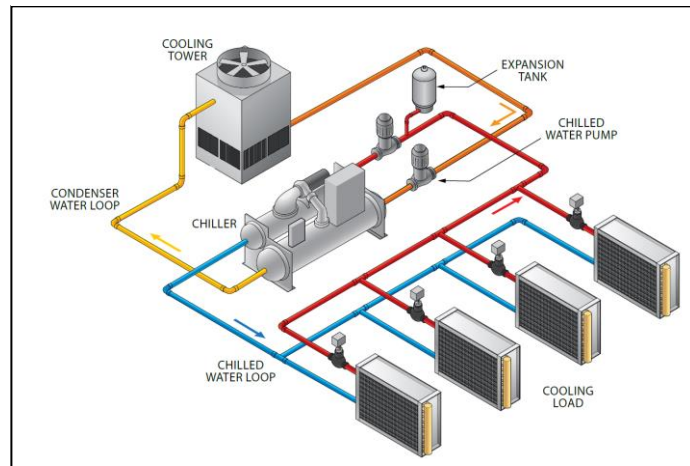 COOLING
TOWER
EXPANSION
TANK
CHILLED
WATER PUMP
CONDENSER
WATER LOOP
CHILLER
CHILLED
WATER LOOP
COOLING
LOAD